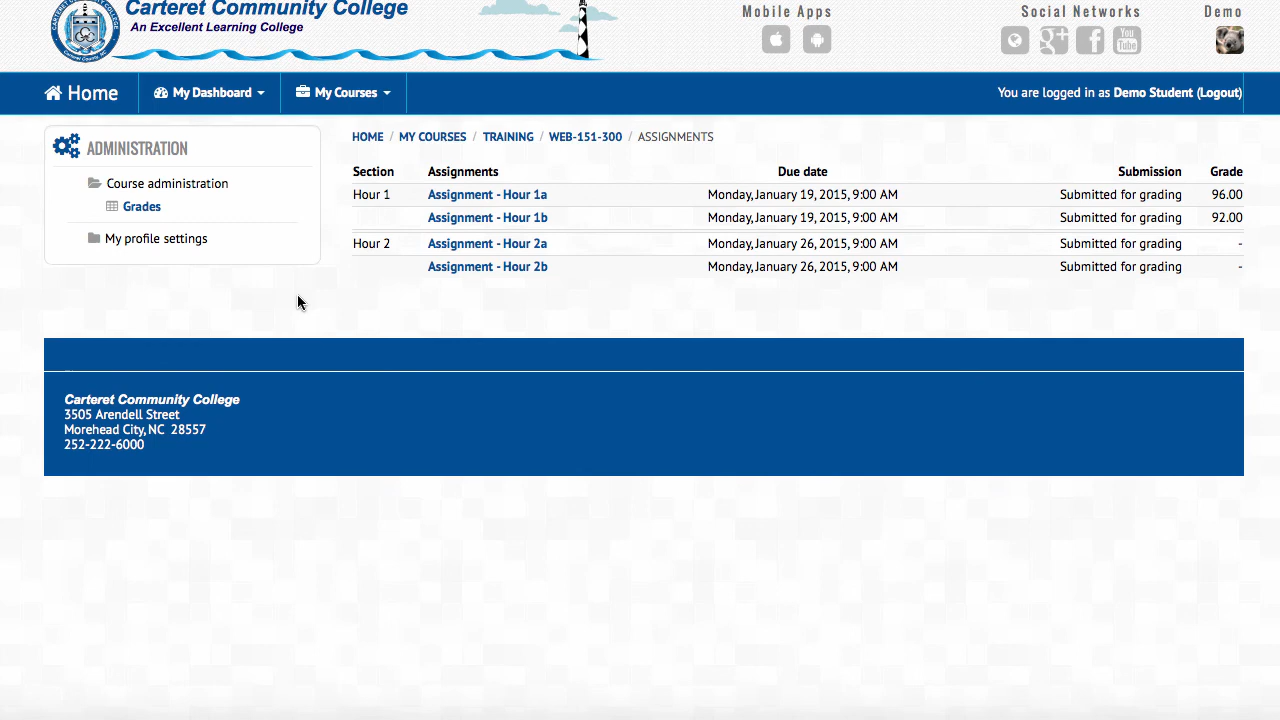 Carteret Community College
An Excellent Learning College
Mobile Apps
Social Networks
Demo
You Tube
Home
My Dashboard
My Courses
You are logged in as Demo Student (Logout)
ADMINISTRATION
Course administration
Grades
My profile settings
HOME / MY COURSES / TRAINING / WEB-151-300 / ASSIGNMENTS
Section Assignments Due date Submission Grade
Hour 1 Assignment - Hour 1a Monday, January 19, 2015, 9:00 AM Submitted for grading 96.00
Assignment - Hour 1b Monday, January 19, 2015, 9:00 AM Submitted for grading 92.00
Hour 2 Assignment - Hour 2a Monday, January 26, 2015, 9:00 AM Submitted for grading -
Assignment - Hour 2b Monday, January 26, 2015, 9:00 AM Submitted for grading -
Carteret Community College
3505 Arendell Street
Morehead City, NC 28557
252-222-6000